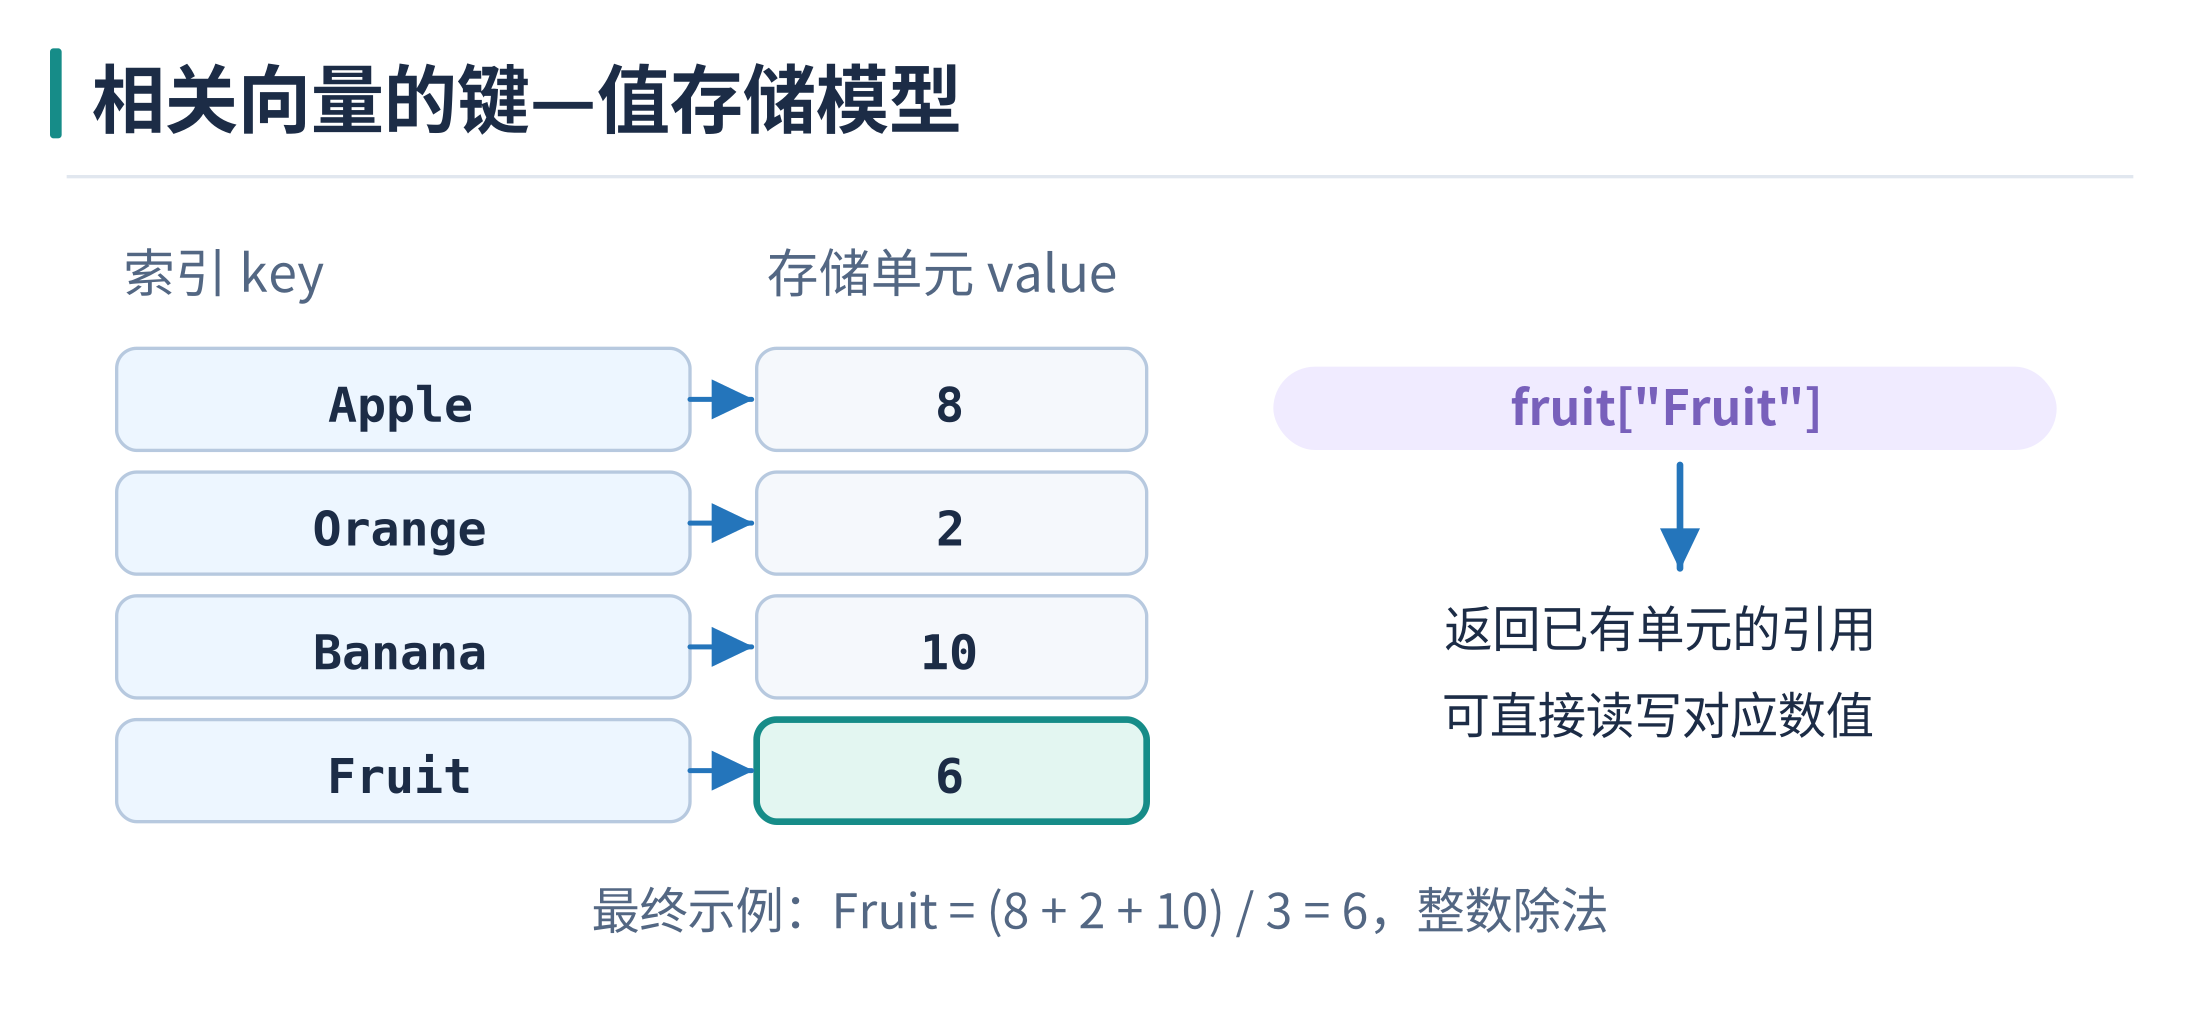 相关向量的键—值存储模型
索引 key
存储单元 value
Apple
8
Orange
2
Banana
10
Fruit
6
fruit["Fruit"]
返回已有单元的引用
可直接读写对应数值
最终示例：Fruit = (8 + 2 + 10) / 3 = 6，整数除法